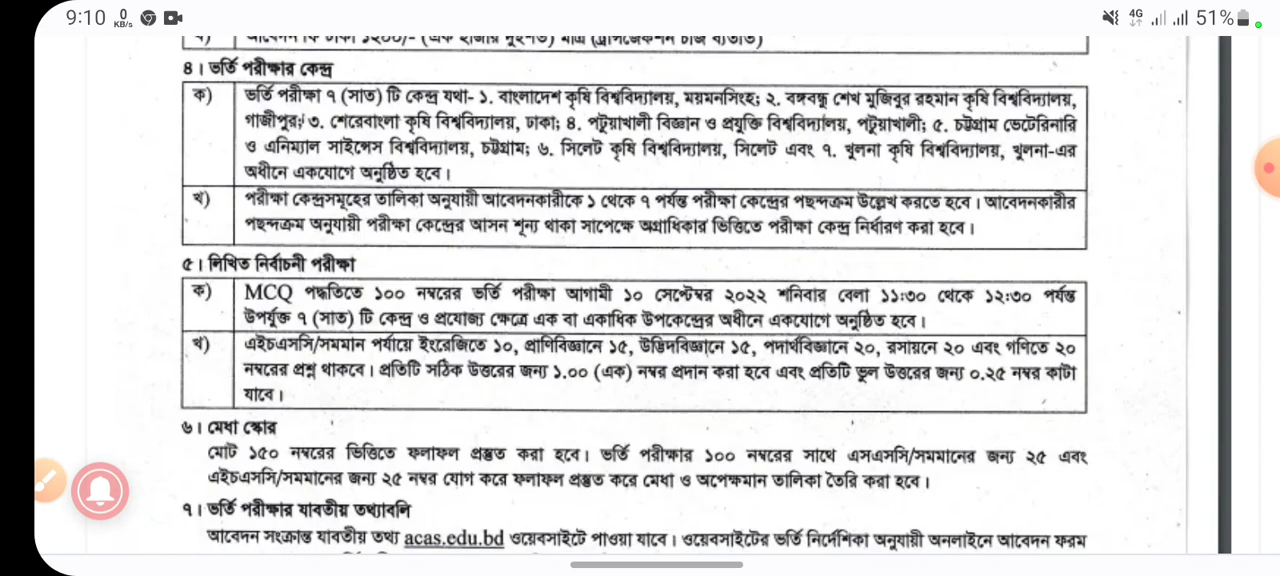 9:10 0 KB/s 4G 51%
আবেদন ফি টাকা ১২০০/- (এক হাজার দুইশত) মাত্র (ট্রানজেকশন চার্জ ব্যতীত)
৪। ভর্তি পরীক্ষার কেন্দ্র
ক) ভর্তি পরীক্ষা ৭ (সাত) টি কেন্দ্র যথা- ১. বাংলাদেশ কৃষি বিশ্ববিদ্যালয়, ময়মনসিংহ; ২. বঙ্গবন্ধু শেখ মুজিবুর রহমান কৃষি বিশ্ববিদ্যালয়,
গাজীপুর; ৩. শেরেবাংলা কৃষি বিশ্ববিদ্যালয়, ঢাকা; ৪. পটুয়াখালী বিজ্ঞান ও প্রযুক্তি বিশ্ববিদ্যালয়, পটুয়াখালী; ৫. চট্টগ্রাম ভেটেরিনারি
ও এনিম্যাল সাইন্সেস বিশ্ববিদ্যালয়, চট্টগ্রাম; ৬. সিলেট কৃষি বিশ্ববিদ্যালয়, সিলেট এবং ৭. খুলনা কৃষি বিশ্ববিদ্যালয়, খুলনা-এর
অধীনে একযোগে অনুষ্ঠিত হবে।
খ) পরীক্ষা কেন্দ্রসমূহের তালিকা অনুযায়ী আবেদনকারীকে ১ থেকে ৭ পর্যন্ত পরীক্ষা কেন্দ্রের পছন্দক্রম উল্লেখ করতে হবে। আবেদনকারীর
পছন্দক্রম অনুযায়ী পরীক্ষা কেন্দ্রের আসন শূন্য থাকা সাপেক্ষে অগ্রাধিকার ভিত্তিতে পরীক্ষা কেন্দ্র নির্ধারণ করা হবে।
৫। লিখিত নির্বাচনী পরীক্ষা
ক) MCQ পদ্ধতিতে ১০০ নম্বরের ভর্তি পরীক্ষা আগামী ১০ সেপ্টেম্বর ২০২২ শনিবার বেলা ১১:৩০ থেকে ১২:৩০ পর্যন্ত
উপর্যুক্ত ৭ (সাত) টি কেন্দ্র ও প্রযোজ্য ক্ষেত্রে এক বা একাধিক উপকেন্দ্রের অধীনে একযোগে অনুষ্ঠিত হবে।
খ) এইচএসসি/সমমান পর্যায়ে ইংরেজিতে ১০, প্রাণিবিজ্ঞানে ১৫, উদ্ভিদবিজ্ঞানে ১৫, পদার্থবিজ্ঞানে ২০, রসায়নে ২০ এবং গণিতে ২০
নম্বরের প্রশ্ন থাকবে। প্রতিটি সঠিক উত্তরের জন্য ১.০০ (এক) নম্বর প্রদান করা হবে এবং প্রতিটি ভুল উত্তরের জন্য ০.২৫ নম্বর কাটা
যাবে।
৬। মেধা স্কোর
মোট ১৫০ নম্বরের ভিত্তিতে ফলাফল প্রস্তুত করা হবে। ভর্তি পরীক্ষার ১০০ নম্বরের সাথে এসএসসি/সমমানের জন্য ২৫ এবং
এইচএসসি/সমমানের জন্য ২৫ নম্বর যোগ করে ফলাফল প্রস্তুত করে মেধা ও অপেক্ষমান তালিকা তৈরি করা হবে।
৭। ভর্তি পরীক্ষার যাবতীয় তথ্যাবলি
আবেদন সংক্রান্ত যাবতীয় তথ্য acas.edu.bd ওয়েবসাইটে পাওয়া যাবে। ওয়েবসাইটের ভর্তি নির্দেশিকা অনুযায়ী অনলাইনে আবেদন ফরম